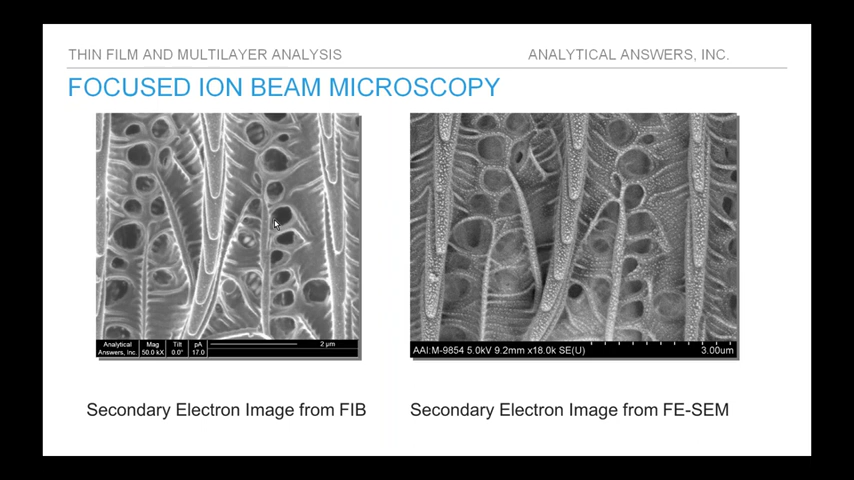 THIN FILM AND MULTILAYER ANALYSIS
ANALYTICAL ANSWERS, INC.
FOCUSED ION BEAM MICROSCOPY
Analytical Mag Tilt pA 2 µm
Answers, Inc. 50.0 kX 0.0° 17.0
AAI:M-9854 5.0kV 9.2mm x18.0k SE(U) 3.00um
Secondary Electron Image from FIB
Secondary Electron Image from FE-SEM